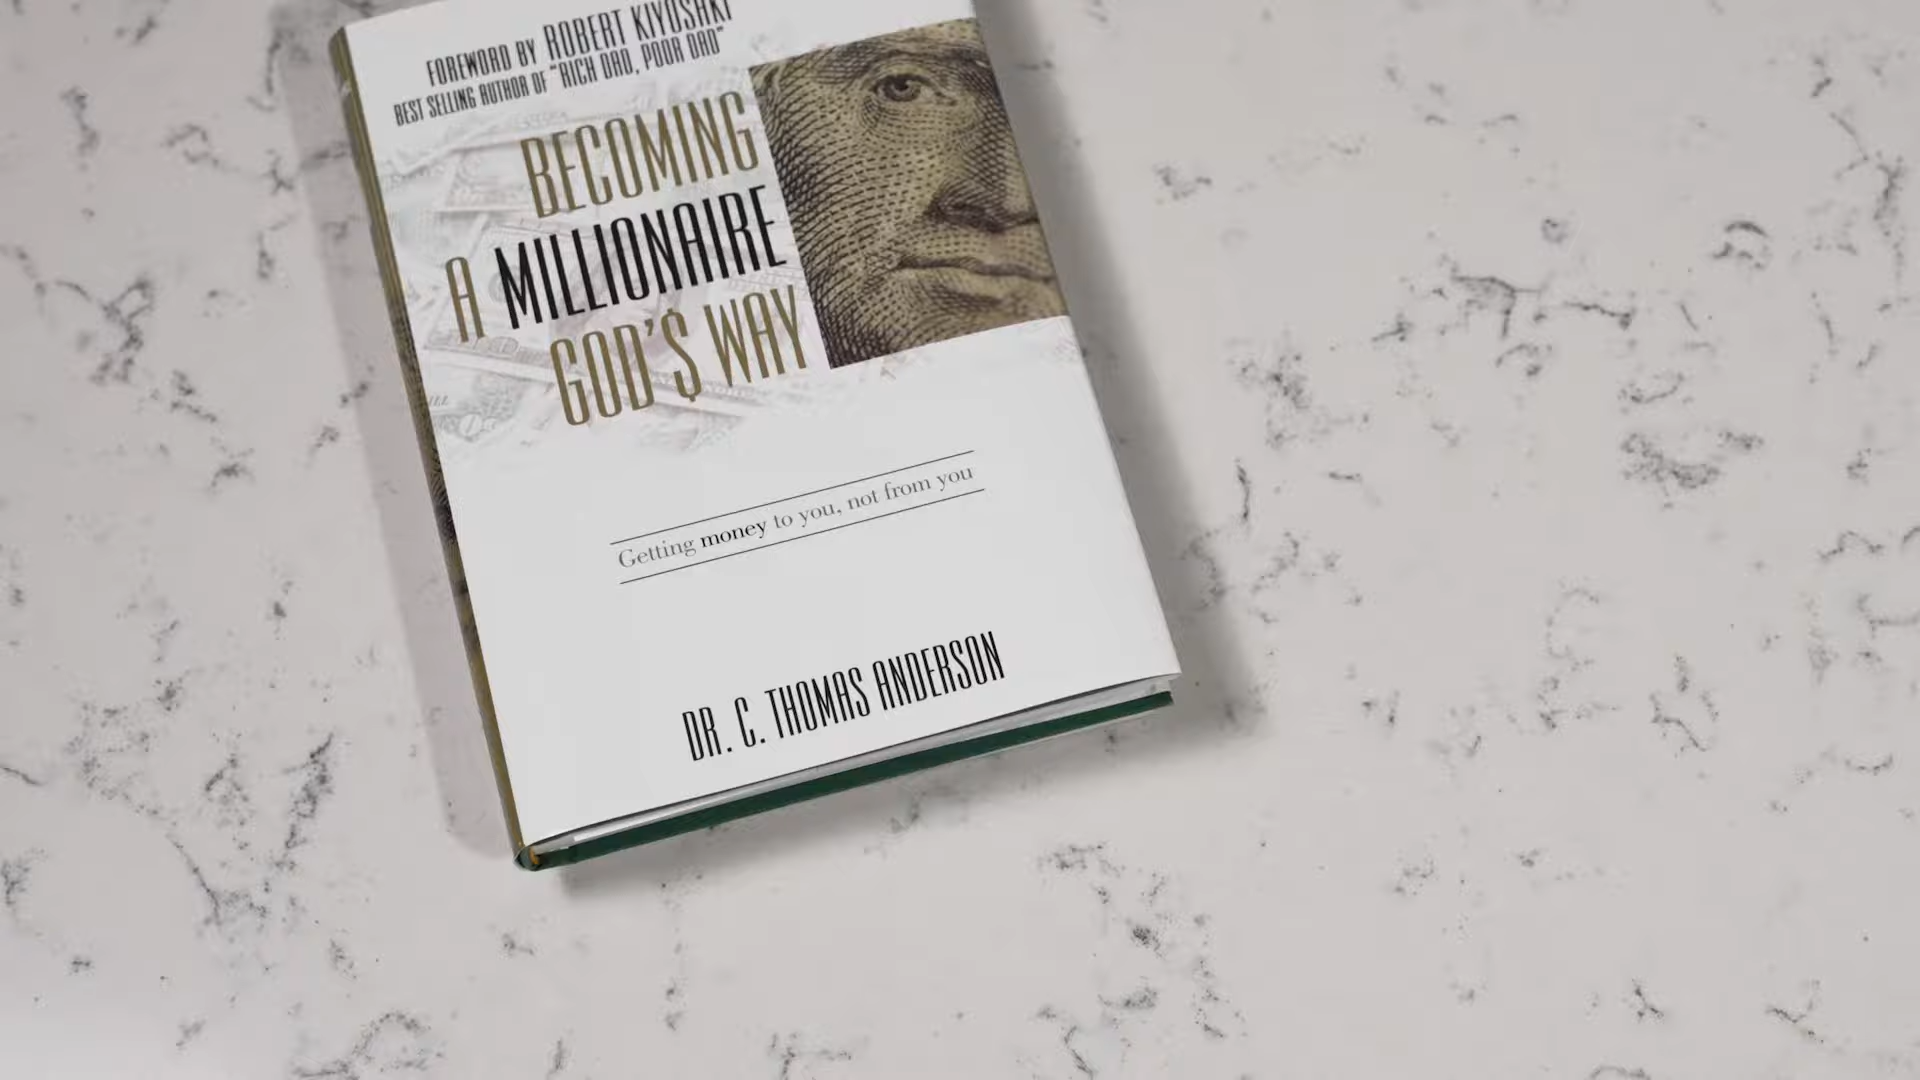 FOREWORD BY ROBERT KIYOSAKI
BEST SELLING AUTHOR OF "RICH DAD, POOR DAD"
BECOMING
A MILLIONAIRE
GOD'$ WAY
Getting money to you, not from you
DR. C. THOMAS ANDERSON